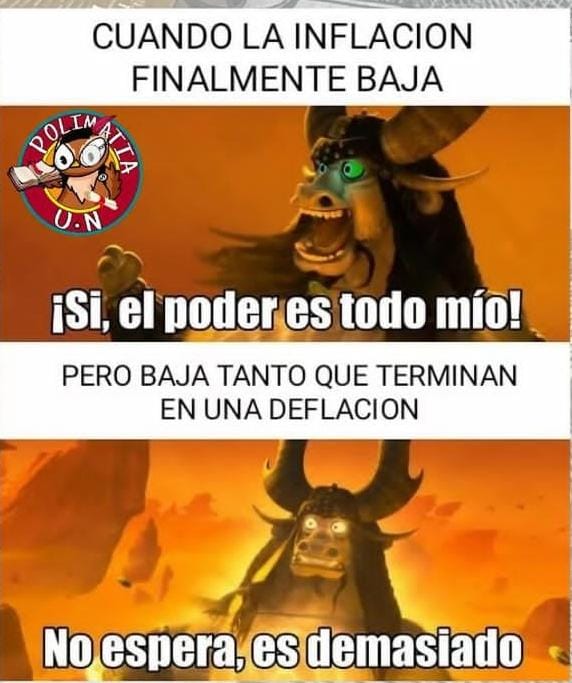 CUANDO LA INFLACION
FINALMENTE BAJA
POLIMATIA
U.N
¡Si, el poder es todo mío!
PERO BAJA TANTO QUE TERMINAN
EN UNA DEFLACION
No espera, es demasiado